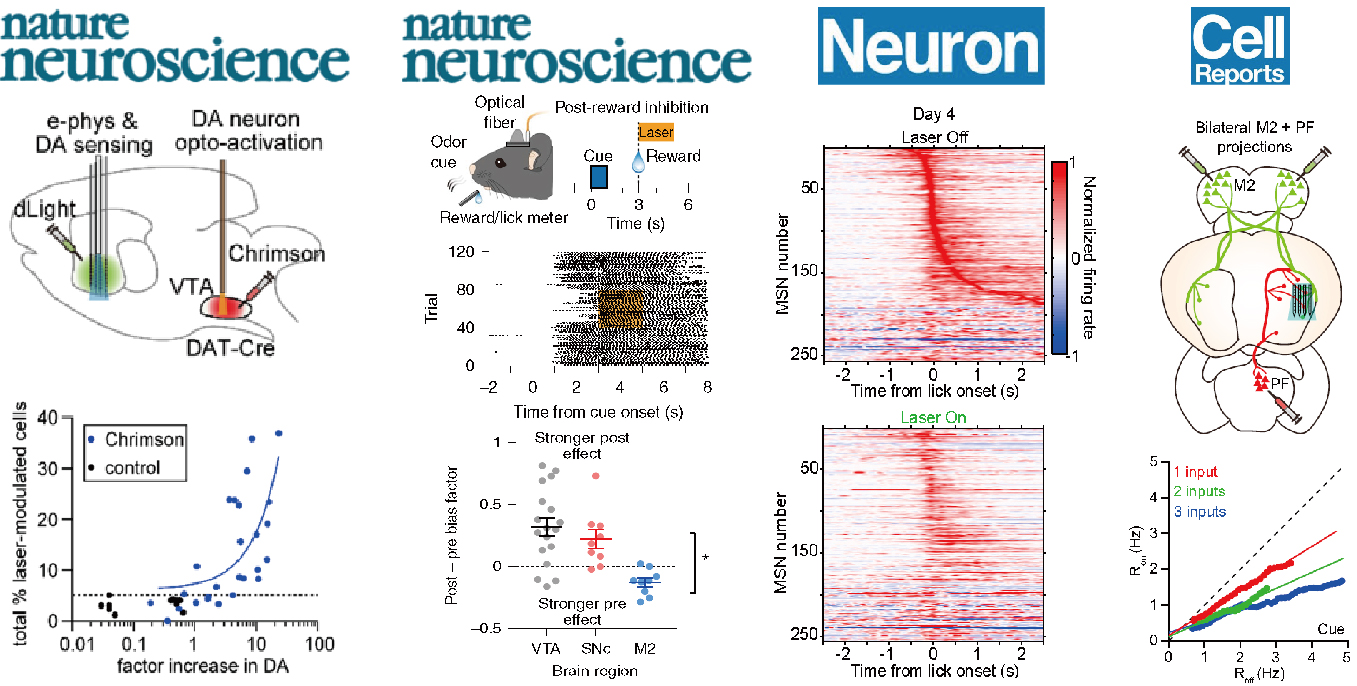 nature
neuroscience
e-phys &
DA sensing
DA neuron
opto-activation
dLight
Chrimson
VTA
DAT-Cre
total % laser-modulated cells
40
30
20
10
0
Chrimson
control
0.01
0.1
1
10
100
factor increase in DA
nature
neuroscience
Optical
fiber
Odor
cue
Reward/lick meter
Post-reward inhibition
Laser
Cue
Reward
0
3
6
Time (s)
Trial
120
80
40
0
−2
0
2
4
6
8
Time from cue onset (s)
Post – pre bias factor
1
0.5
0
−0.5
Stronger post
effect
*
Stronger pre
effect
VTA
SNc
M2
Brain region
Neuron
Day 4
Laser Off
MSN number
50
150
250
-2
-1
0
1
2
Time from lick onset (s)
1
0
-1
Normalized firing rate
Laser On
MSN number
50
150
250
-2
-1
0
1
2
Time from lick onset (s)
Cell
Reports
Bilateral M2 + PF
projections
M2
PF
5
4
3
2
1
0
Ron (Hz)
1 input
2 inputs
3 inputs
Cue
0
1
2
3
4
5
Roff (Hz)